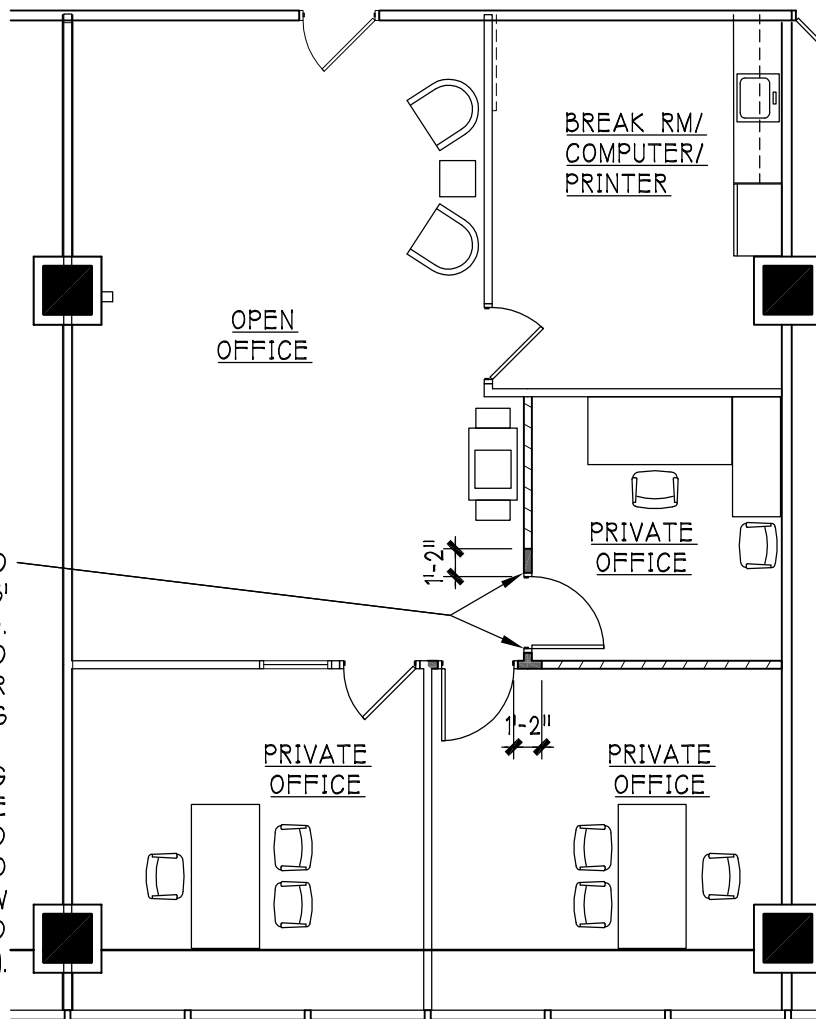 BREAK RM/
COMPUTER/
PRINTER
OPEN
OFFICE
PRIVATE
OFFICE
1'-2"
1'-2"
PRIVATE
OFFICE
PRIVATE
OFFICE